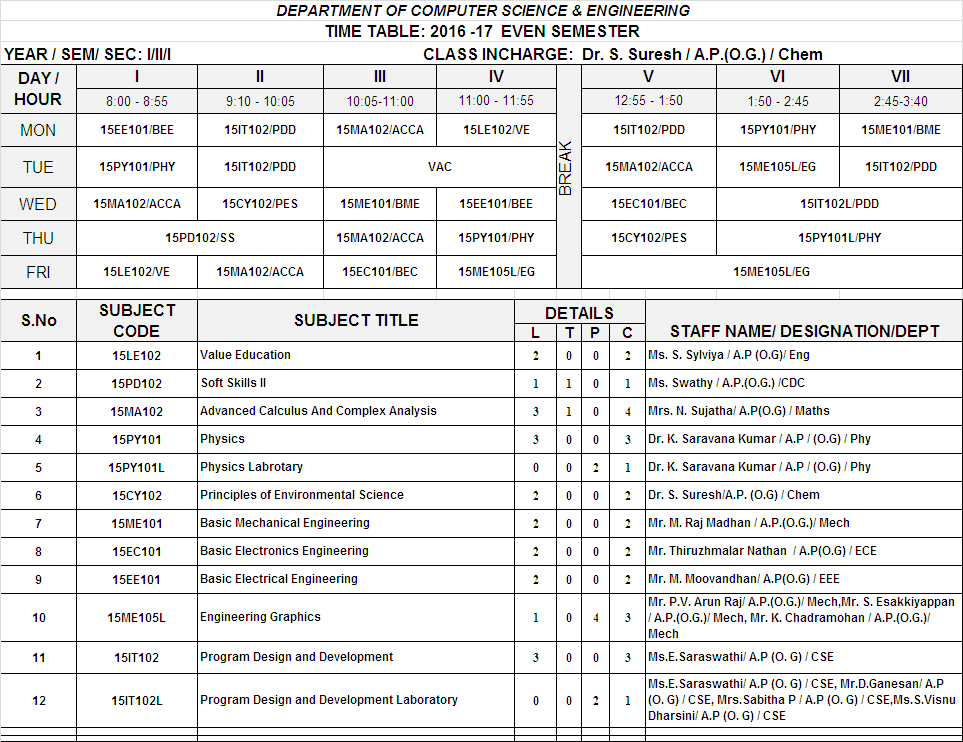 DEPARTMENT OF COMPUTER SCIENCE & ENGINEERING
TIME TABLE: 2016 -17 EVEN SEMESTER
YEAR / SEM/ SEC: I/II/I CLASS INCHARGE: Dr. S. Suresh / A.P.(O.G.) / Chem
DAY / HOUR I II III IV BREAK V VI VII
8:00 - 8:55 9:10 - 10:05 10:05-11:00 11:00 - 11:55 12:55 - 1:50 1:50 - 2:45 2:45-3:40
MON 15EE101/BEE 15IT102/PDD 15MA102/ACCA 15LE102/VE 15IT102/PDD 15PY101/PHY 15ME101/BME
TUE 15PY101/PHY 15IT102/PDD VAC 15MA102/ACCA 15ME105L/EG 15IT102/PDD
WED 15MA102/ACCA 15CY102/PES 15ME101/BME 15EE101/BEE 15EC101/BEC 15IT102L/PDD
THU 15PD102/SS 15MA102/ACCA 15PY101/PHY 15CY102/PES 15PY101L/PHY
FRI 15LE102/VE 15MA102/ACCA 15EC101/BEC 15ME105L/EG 15ME105L/EG
S.No SUBJECT CODE SUBJECT TITLE DETAILS STAFF NAME/ DESIGNATION/DEPT
L T P C
1 15LE102 Value Education 2 0 0 2 Ms. S. Sylviya / A.P (O.G)/ Eng
2 15PD102 Soft Skills II 1 1 0 1 Ms. Swathy / A.P.(O.G.) /CDC
3 15MA102 Advanced Calculus And Complex Analysis 3 1 0 4 Mrs. N. Sujatha/ A.P(O.G) / Maths
4 15PY101 Physics 3 0 0 3 Dr. K. Saravana Kumar / A.P / (O.G) / Phy
5 15PY101L Physics Labrotary 0 0 2 1 Dr. K. Saravana Kumar / A.P / (O.G) / Phy
6 15CY102 Principles of Environmental Science 2 0 0 2 Dr. S. Suresh/A.P. (O.G) / Chem
7 15ME101 Basic Mechanical Engineering 2 0 0 2 Mr. M. Raj Madhan / A.P.(O.G.)/ Mech
8 15EC101 Basic Electronics Engineering 2 0 0 2 Mr. Thiruzhmalar Nathan / A.P(O.G) / ECE
9 15EE101 Basic Electrical Engineering 2 0 0 2 Mr. M. Moovandhan/ A.P(O.G) / EEE
10 15ME105L Engineering Graphics 1 0 4 3 Mr. P.V. Arun Raj/ A.P.(O.G.)/ Mech,Mr. S. Esakkiyappan
/ A.P.(O.G.)/ Mech, Mr. K. Chadramohan / A.P.(O.G.)/
Mech
11 15IT102 Program Design and Development 3 0 0 3 Ms.E.Saraswathi/ A.P (O. G) / CSE
12 15IT102L Program Design and Development Laboratory 0 0 2 1 Ms.E.Saraswathi/ A.P (O. G) / CSE, Mr.D.Ganesan/ A.P
(O. G) / CSE, Mrs.Sabitha P / A.P (O. G) / CSE,Ms.S.Visnu
Dharsini/ A.P (O. G) / CSE